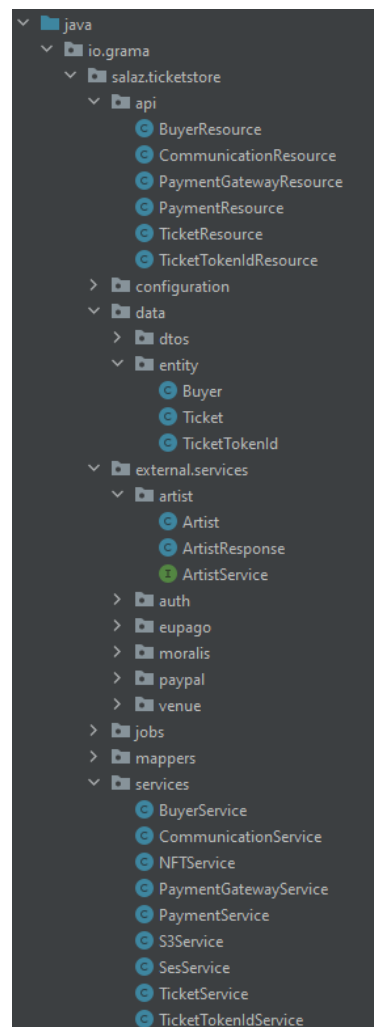 java
io.grama
salaz.ticketstore
api
BuyerResource
CommunicationResource
PaymentGatewayResource
PaymentResource
TicketResource
TicketTokenIdResource
configuration
data
dtos
entity
Buyer
Ticket
TicketTokenId
external.services
artist
Artist
ArtistResponse
ArtistService
auth
eupago
moralis
paypal
venue
jobs
mappers
services
BuyerService
CommunicationService
NFTService
PaymentGatewayService
PaymentService
S3Service
SesService
TicketService
TicketTokenIdService